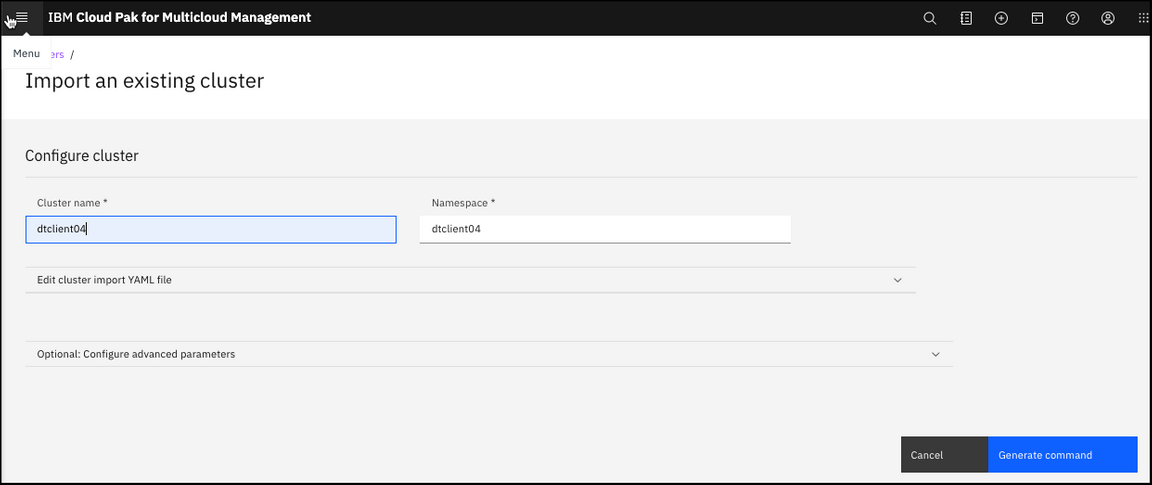 IBM Cloud Pak for Multicloud Management
Menu
ers /
Import an existing cluster
Configure cluster
Cluster name * Namespace *
dtclient04 dtclient04
Edit cluster import YAML file
Optional: Configure advanced parameters
Cancel Generate command